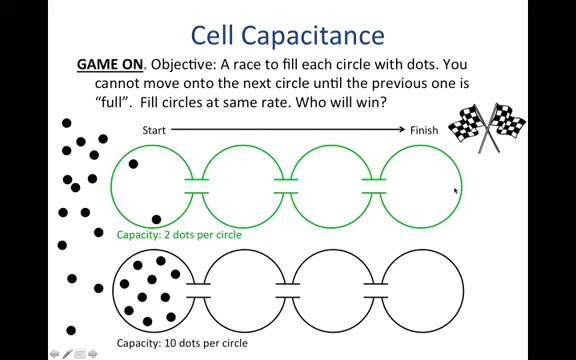 Cell Capacitance
GAME ON. Objective: A race to fill each circle with dots. You
cannot move onto the next circle until the previous one is
“full”. Fill circles at same rate. Who will win?
Start
Finish
Capacity: 2 dots per circle
Capacity: 10 dots per circle